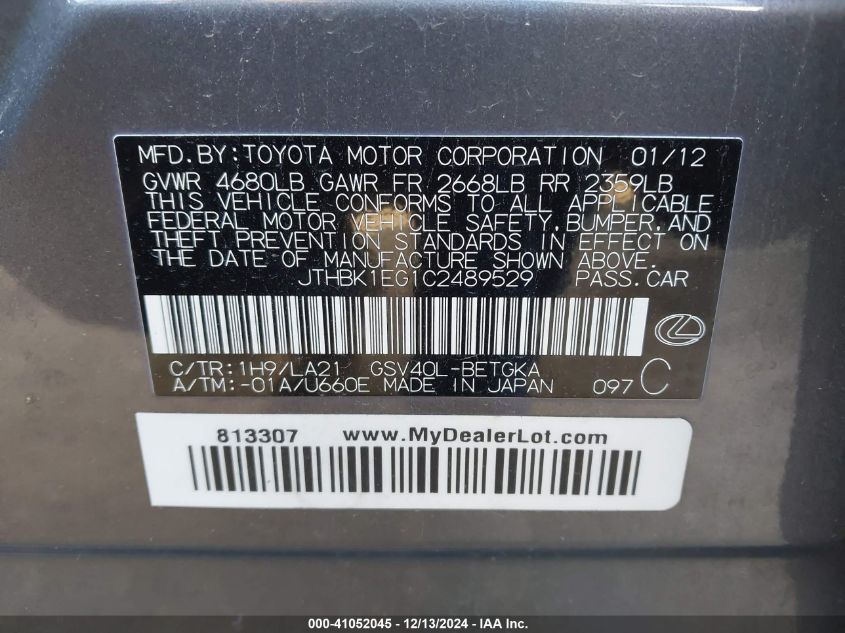 MFD.BY:TOYOTA MOTOR CORPORATION 01/12
GVWR 4680LB GAWR FR 2668LB RR 2359LB
THIS VEHICLE CONFORMS TO ALL APPLICABLE
FEDERAL MOTOR VEHICLE SAFETY,BUMPER,AND
THEFT PREVENTION STANDARDS IN EFFECT ON
THE DATE OF MANUFACTURE SHOWN ABOVE.
JTHBK1EG1C2489529 PASS.CAR
C/TR:1H9/LA21 GSV40L-BETGKA
A/TM:-01A/U660E MADE IN JAPAN 097 C
813307 www.MyDealerLot.com
000-41052045 - 12/13/2024 - IAA Inc.